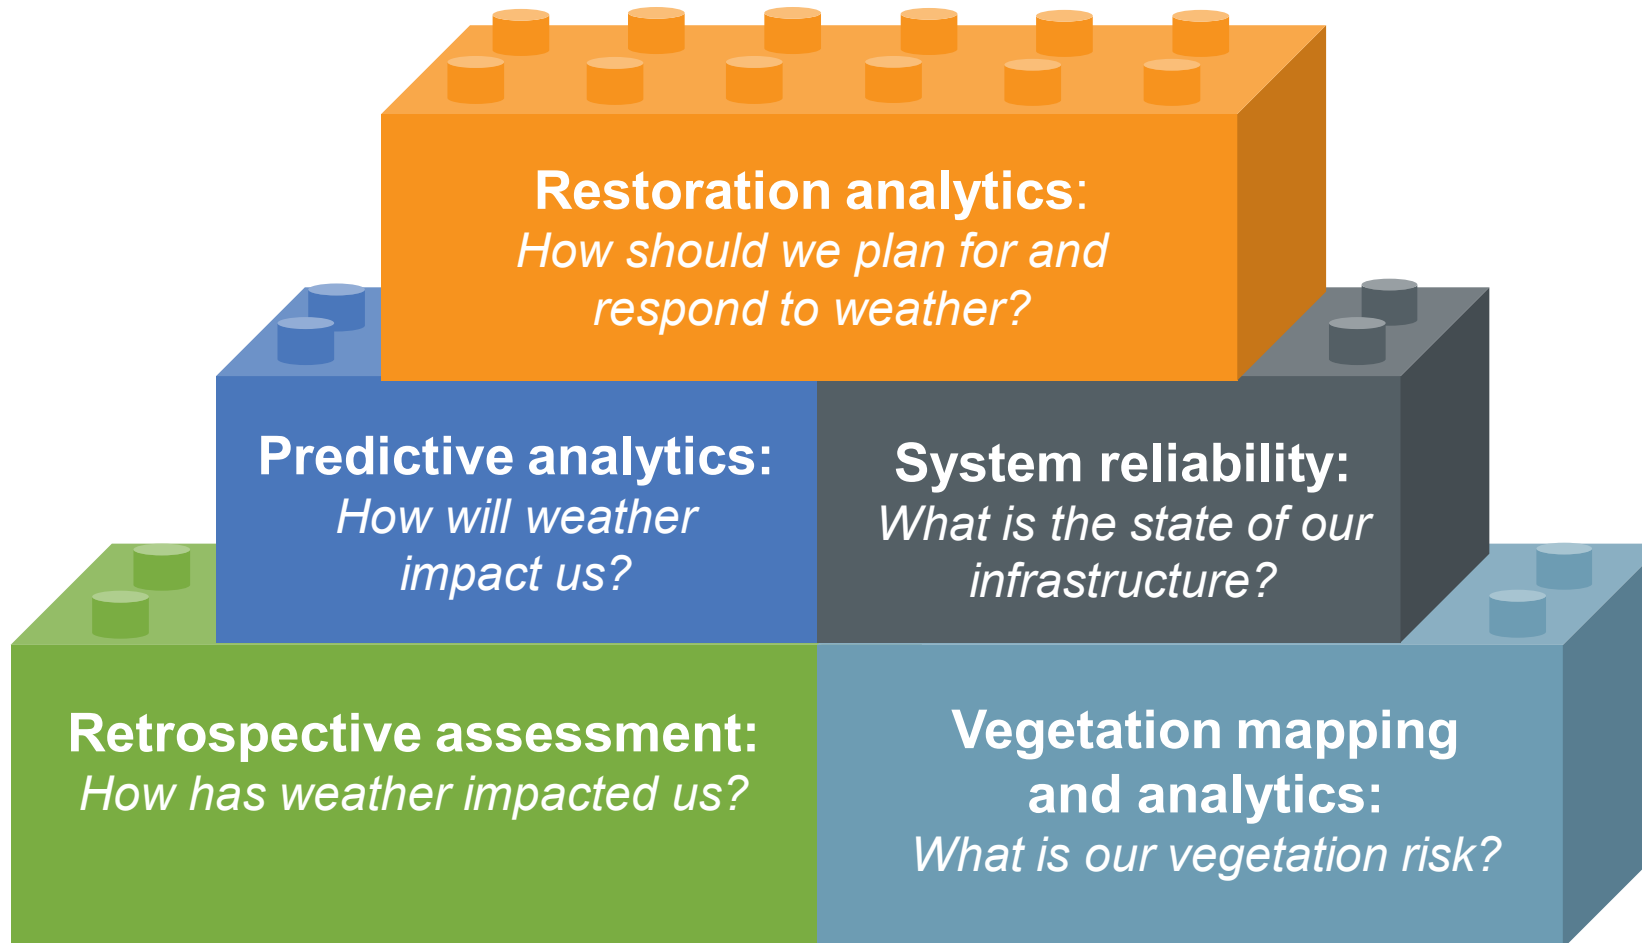 Restoration analytics:
How should we plan for and
respond to weather?
Predictive analytics:
How will weather
impact us?
System reliability:
What is the state of our
infrastructure?
Retrospective assessment:
How has weather impacted us?
Vegetation mapping
and analytics:
What is our vegetation risk?